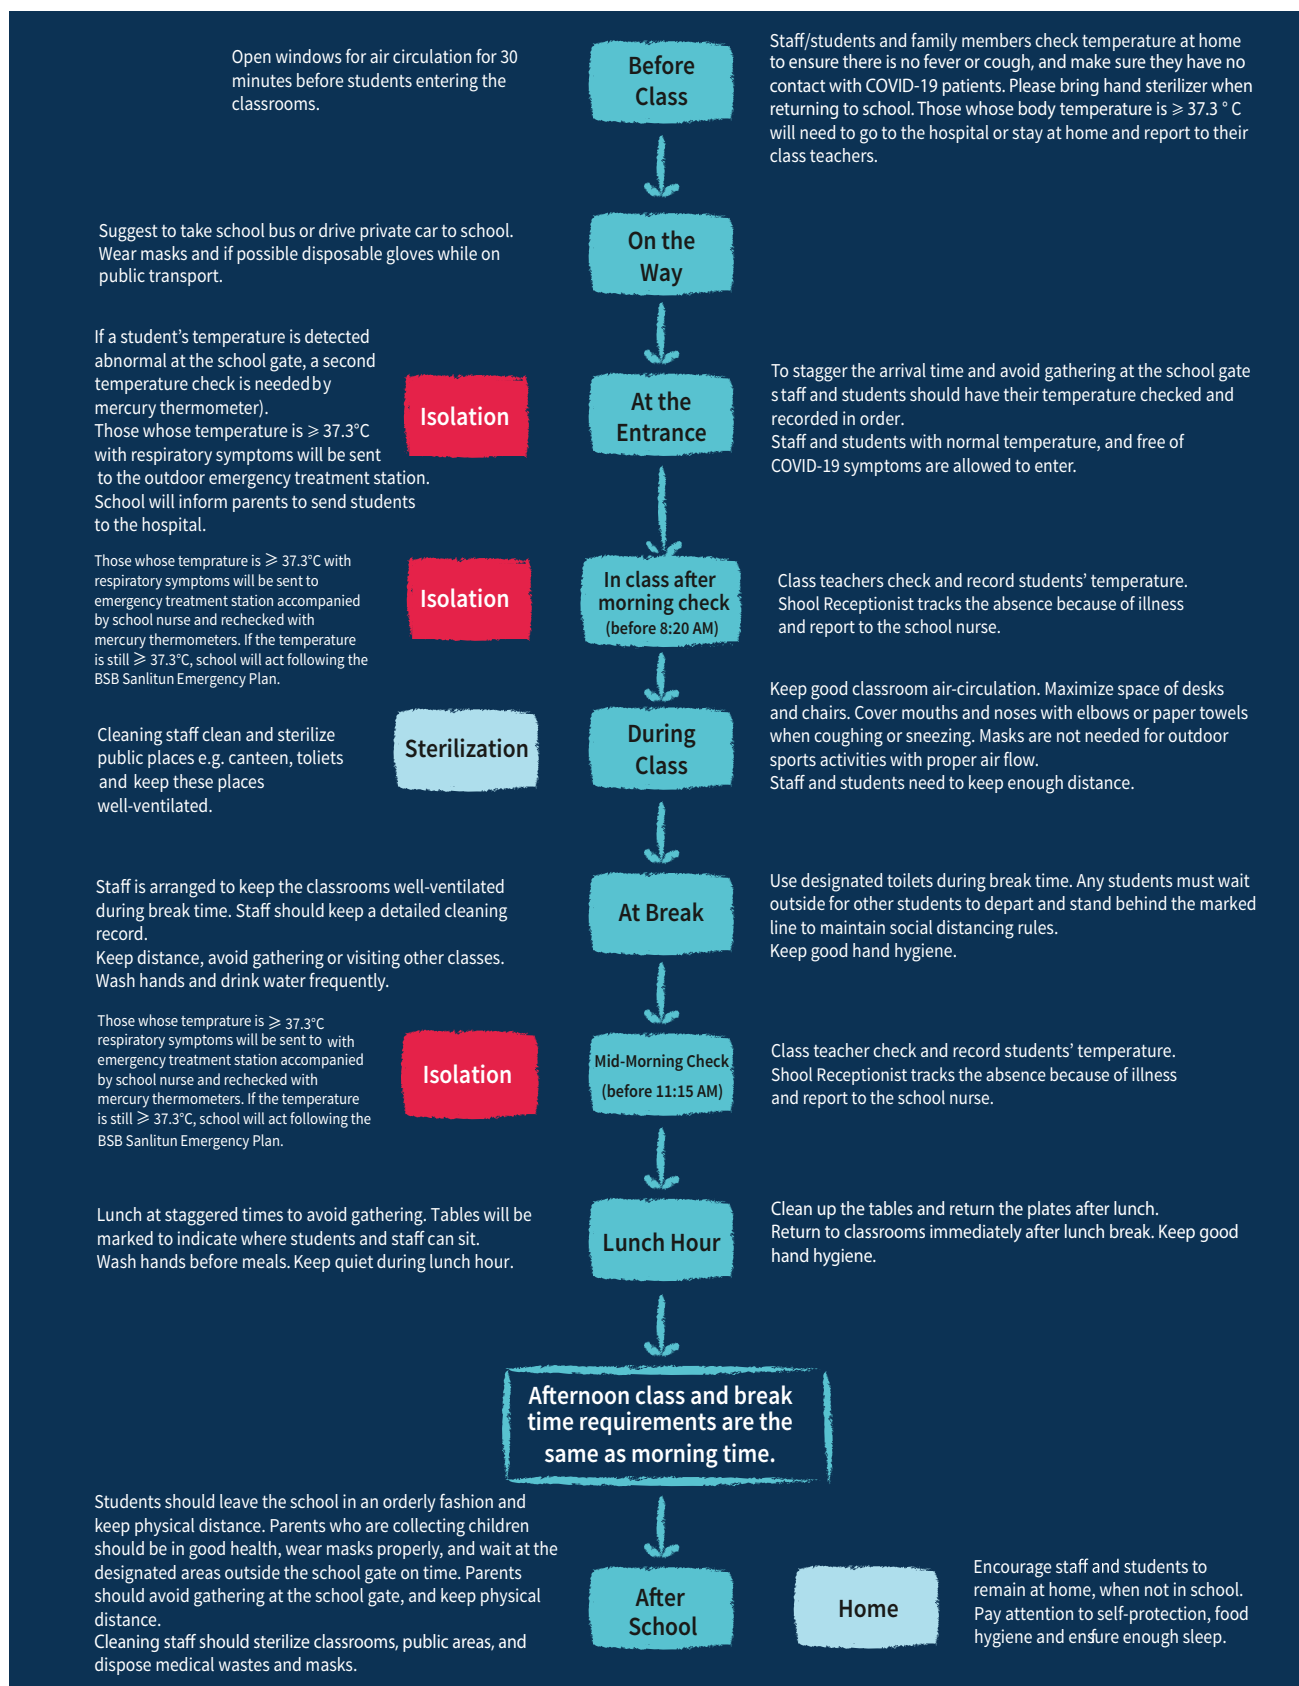 Open windows for air circulation for 30
minutes before students entering the
classrooms.
Before
Class
Staff/students and family members check temperature at home
to ensure there is no fever or cough, and make sure they have no
contact with COVID-19 patients. Please bring hand sterilizer when
returning to school. Those whose body temperature is ⩾ 37.3 ° C
will need to go to the hospital or stay at home and report to their
class teachers.
Suggest to take school bus or drive private car to school.
Wear masks and if possible disposable gloves while on
public transport.
On the
Way
If a student's temperature is detected
abnormal at the school gate, a second
temperature check is needed by
mercury thermometer).
Those whose temperature is ⩾ 37.3°C
with respiratory symptoms will be sent
to the outdoor emergency treatment station.
School will inform parents to send students
to the hospital.
Isolation
At the
Entrance
To stagger the arrival time and avoid gathering at the school gate
s taff and students should have their temperature checked and
recorded in order.
Staff and students with normal temperature, and free of
COVID-19 symptoms are allowed to enter.
Those whose temprature is ⩾ 37.3°C with
respiratory symptoms will be sent to
emergency treatment station accompanied
by school nurse and rechecked with
mercury thermometers. If the temperature
is still ⩾ 37.3°C, school will act following the
BSB Sanlitun Emergency Plan.
Isolation
In class after
morning check
(before 8:20 AM)
Class teachers check and record students' temperature.
Shool Receptionist tracks the absence because of illness
and report to the school nurse.
Cleaning staff clean and sterilize
public places e.g. canteen, toliets
and keep these places
well-ventilated.
Sterilization
During
Class
Keep good classroom air-circulation. Maximize space of desks
and chairs. Cover mouths and noses with elbows or paper towels
when coughing or sneezing. Masks are not needed for outdoor
sports activities with proper air flow.
Staff and students need to keep enough distance.
Staff is arranged to keep the classrooms well-ventilated
during break time. Staff should keep a detailed cleaning
record.
Keep distance, avoid gathering or visiting other classes.
Wash hands and drink water frequently.
At Break
Use designated toilets during break time. Any students must wait
outside for other students to depart and stand behind the marked
line to maintain social distancing rules.
Keep good hand hygiene.
Those whose temprature is ⩾ 37.3°C
respiratory symptoms will be sent to with
emergency treatment station accompanied
by school nurse and rechecked with
mercury thermometers. If the temperature
is still ⩾ 37.3°C, school will act following the
BSB Sanlitun Emergency Plan.
Isolation
Mid-Morning Check
(before 11:15 AM)
Class teacher check and record students' temperature.
Shool Receptionist tracks the absence because of illness
and report to the school nurse.
Lunch at staggered times to avoid gathering. Tables will be
marked to indicate where students and staff can sit.
Wash hands before meals. Keep quiet during lunch hour.
Lunch Hour
Clean up the tables and return the plates after lunch.
Return to classrooms immediately after lunch break. Keep good
hand hygiene.
Afternoon class and break
time requirements are the
same as morning time.
Students should leave the school in an orderly fashion and
keep physical distance. Parents who are collecting children
should be in good health, wear masks properly, and wait at the
designated areas outside the school gate on time. Parents
should avoid gathering at the school gate, and keep physical
distance.
Cleaning staff should sterilize classrooms, public areas, and
dispose medical wastes and masks.
After
School
Home
Encourage staff and students to
remain at home, when not in school.
Pay attention to self-protection, food
hygiene and ensfure enough sleep.